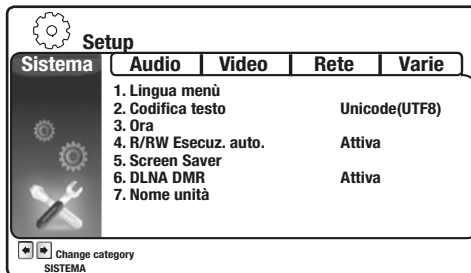 Setup
Sistema Audio Video Rete Varie
1. Lingua menù
2. Codifica testo Unicode(UTF8)
3. Ora
4. R/RW Esecuz. auto. Attiva
5. Screen Saver
6. DLNA DMR Attiva
7. Nome unità
Change category
SISTEMA